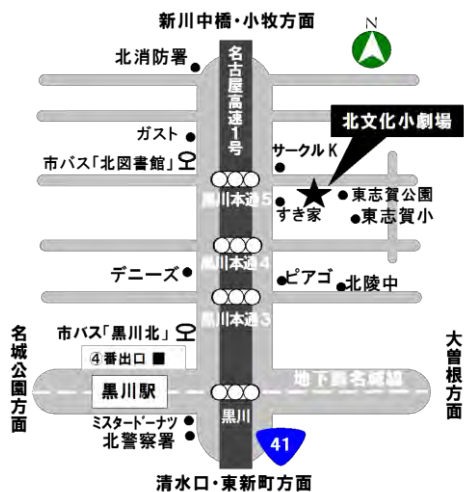 新川中橋・小牧方面
N
北消防署
名古屋高速1号
ガスト
北文化小劇場
市バス「北図書館」
サークルK
黒川本通5
すき家
東志賀公園
東志賀小
黒川本通4
デニーズ
ピアゴ
北陵中
黒川本通3
市バス「黒川北」
④番出口
名城公園方面
大曽根方面
黒川駅
地下鉄名城線
黒川
ミスタードーナツ
北警察署
41
清水口・東新町方面